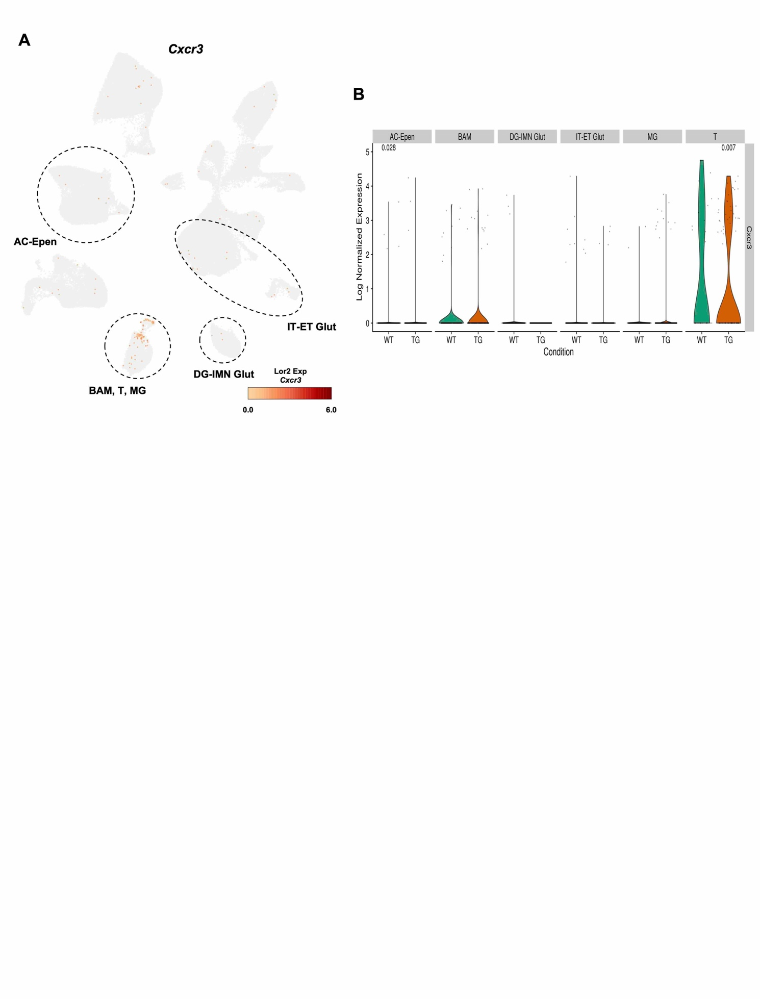 A
Cxcr3
AC-Epen
IT-ET Glut
BAM, T, MG
DG-IMN Glut
Lor2 Exp
Cxcr3
0.0 6.0
B
AC-Epen BAM DG-IMN Glut IT-ET Glut MG T
0.028 0.007
Log Normalized Expression
5
4
3
2
1
0
Cxcr3
WT TG WT TG WT TG WT TG WT TG WT TG
Condition